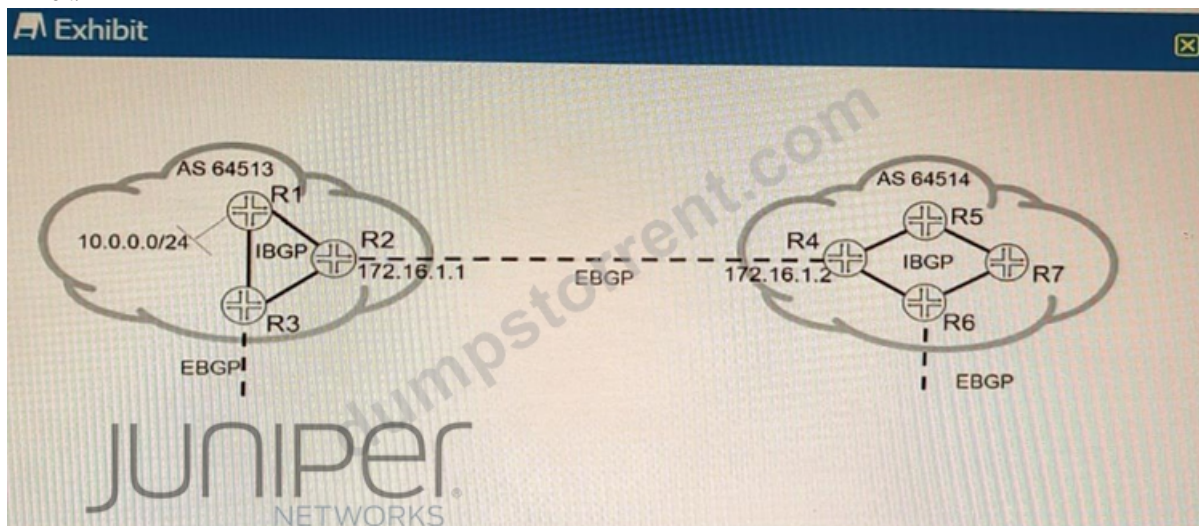 Exhibit
AS 64513
R1
10.0.0.0/24
IBGP
R2
172.16.1.1
R3
EBGP
EBGP
AS 64514
R5
R4
172.16.1.2
IBGP
R7
R6
EBGP
dumpstorrent.com
JUNIPER
NETWORKS